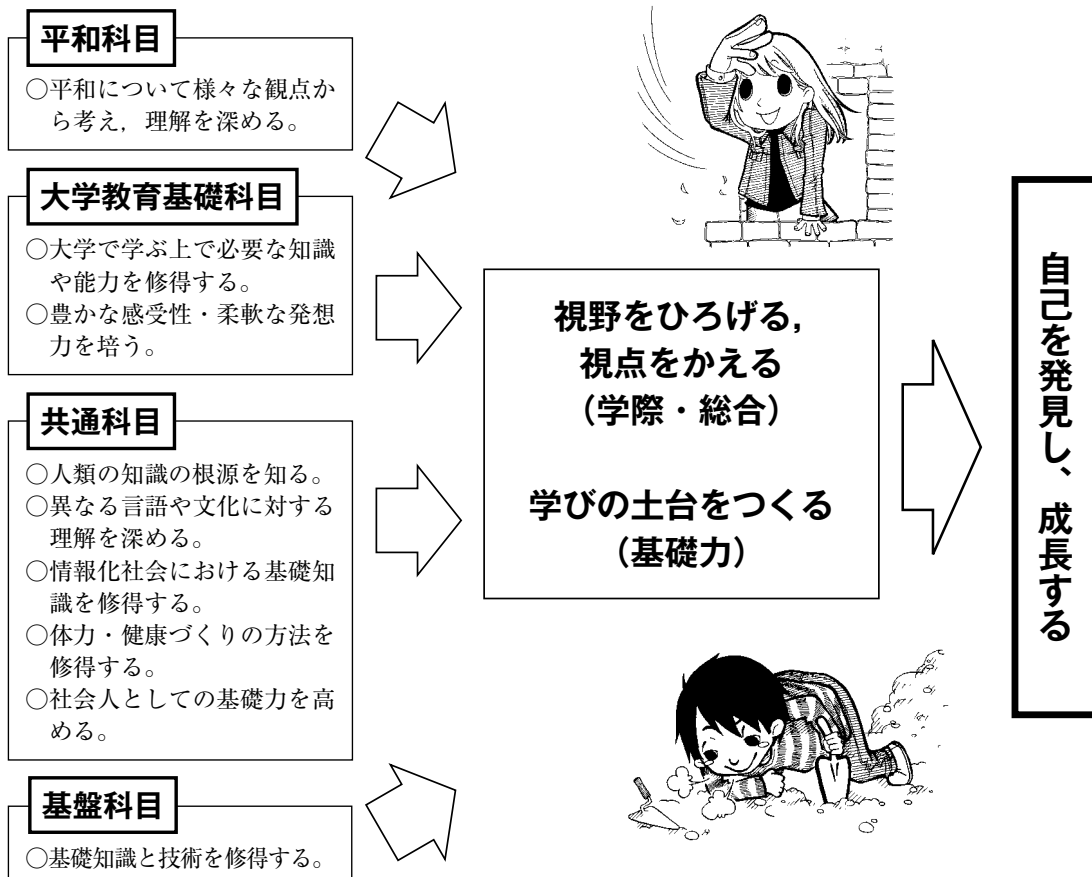 平和科目
○平和について様々な観点か
ら考え，理解を深める。
大学教育基礎科目
○大学で学ぶ上で必要な知識
や能力を修得する。
○豊かな感受性・柔軟な発想
力を培う。
共通科目
○人類の知識の根源を知る。
○異なる言語や文化に対する
理解を深める。
○情報化社会における基礎知
識を修得する。
○体力・健康づくりの方法を
修得する。
○社会人としての基礎力を高
める。
基盤科目
○基礎知識と技術を修得する。
視野をひろげる，
視点をかえる
（学際・総合）
学びの土台をつくる
（基礎力）
自己を発見し、成長する